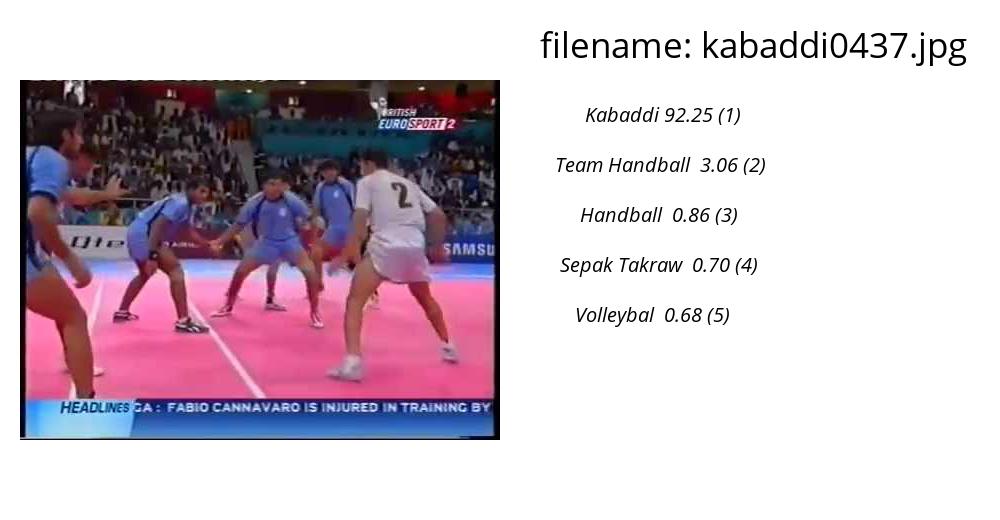 filename: kabaddi0437.jpg
Kabaddi 92.25 (1)
Team Handball 3.06 (2)
Handball 0.86 (3)
Sepak Takraw 0.70 (4)
Volleybal 0.68 (5)
BRITISH
EUROSPORT 2
2
Qte
SAMSU
HEADLINES GA : FABIO CANNAVARO IS INJURED IN TRAINING BY